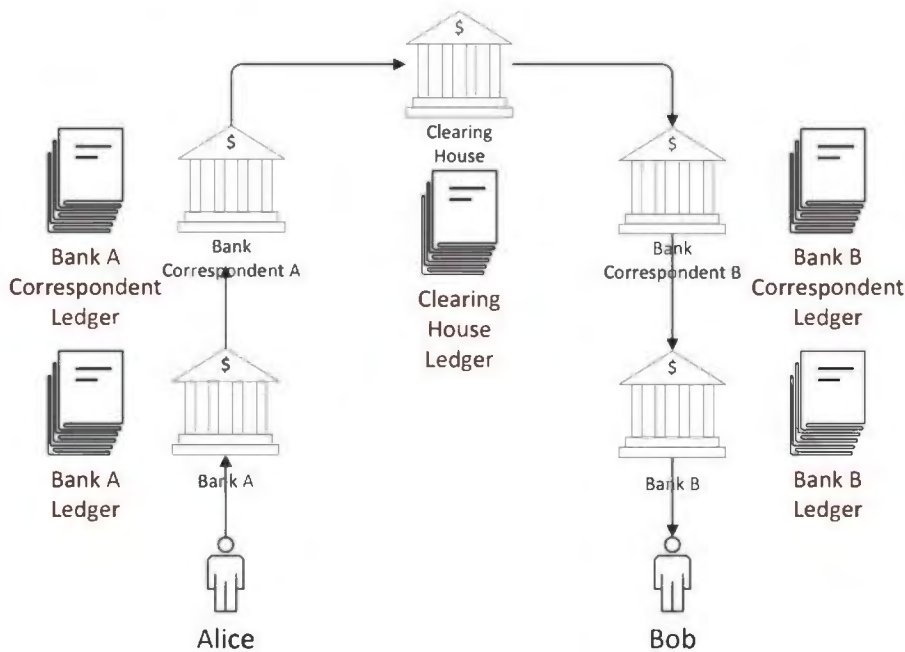 $
Clearing
House
$
Bank
Correspondent A
$
Bank
Correspondent B
Bank A
Correspondent
Ledger
Clearing
House
Ledger
Bank B
Correspondent
Ledger
$
Bank A
$
Bank B
Bank A
Ledger
Bank B
Ledger
Alice
Bob